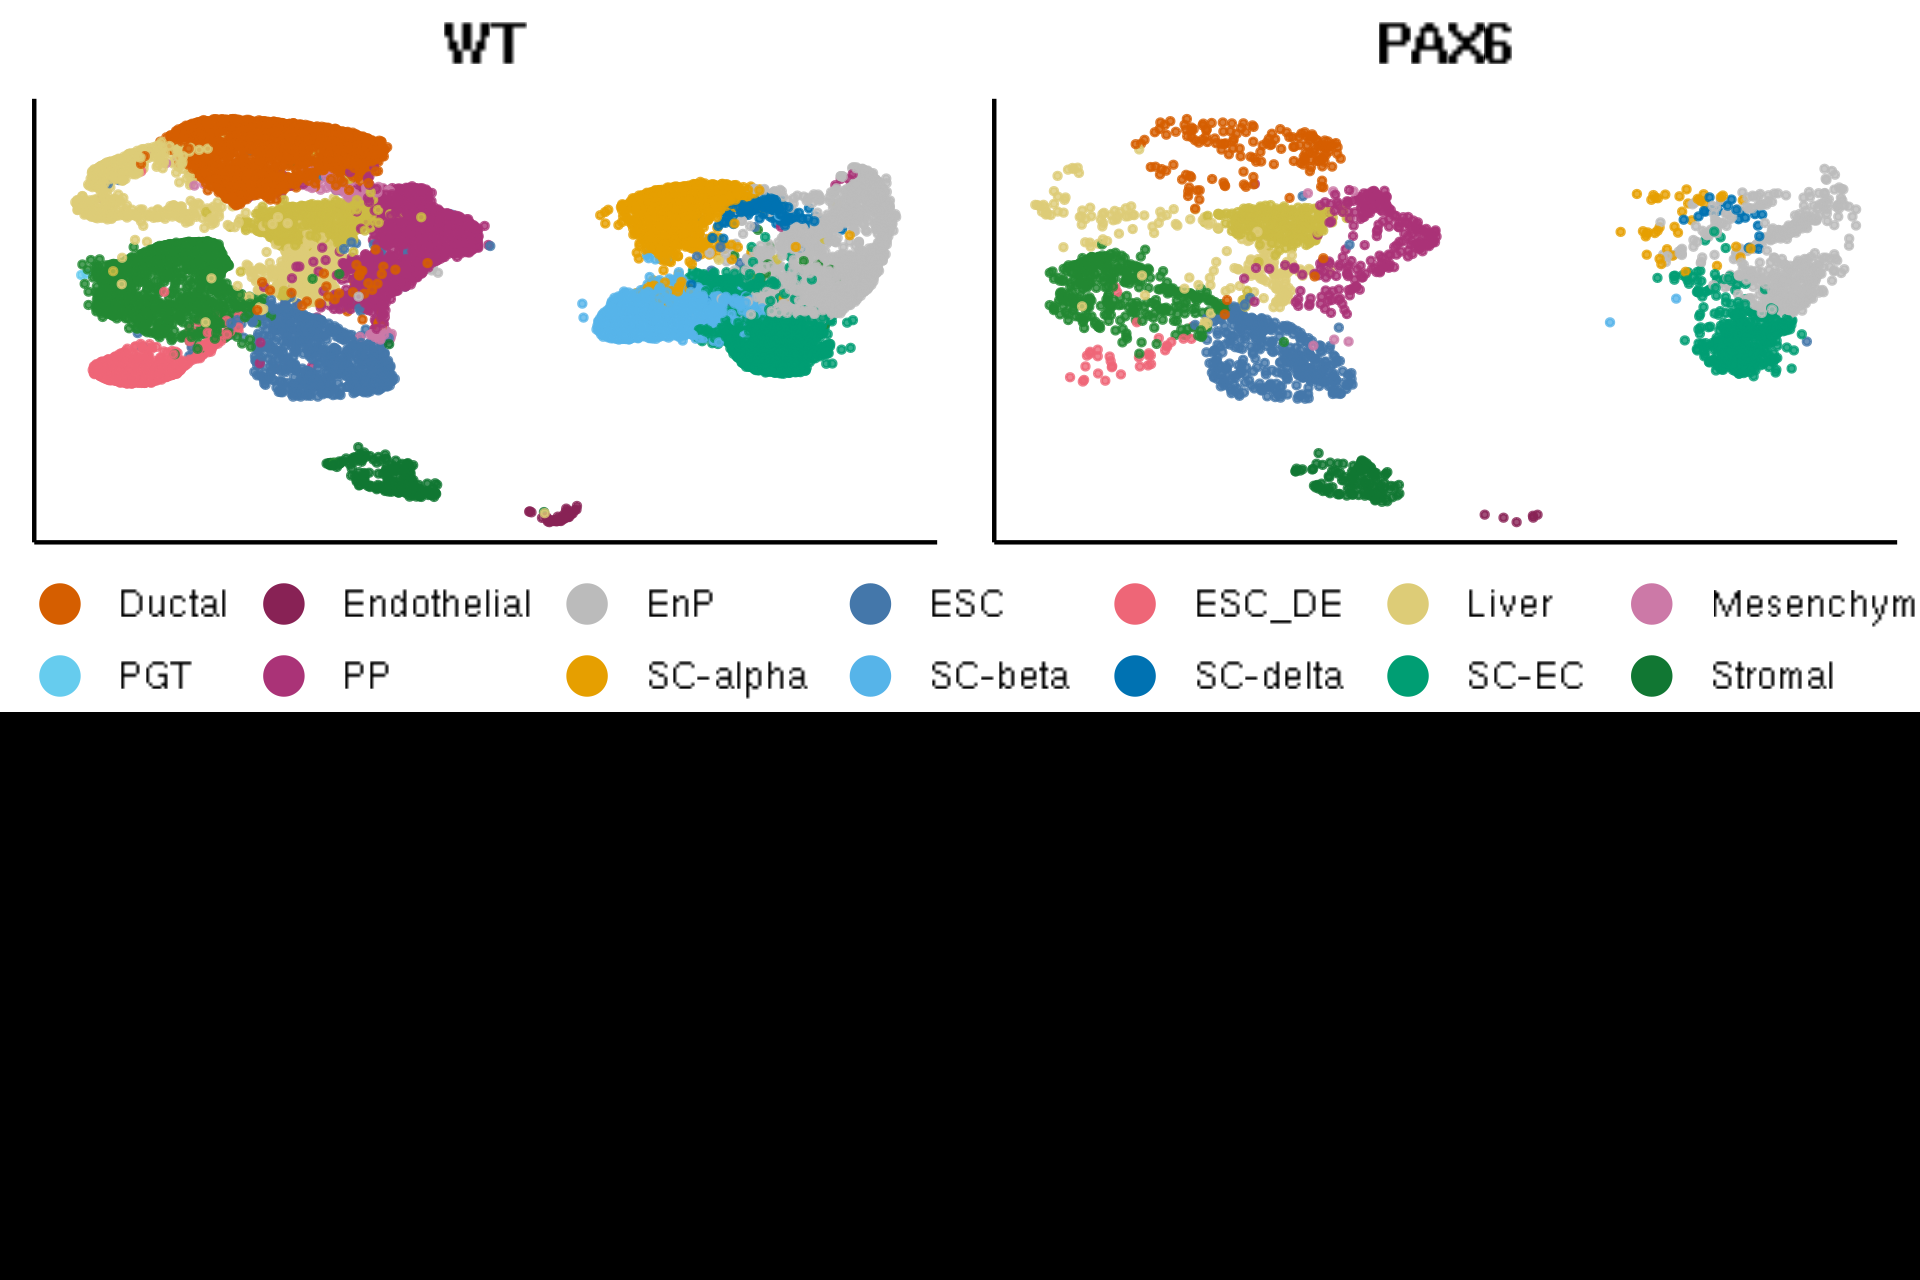 WT PAX6
Ductal Endothelial EnP ESC ESC_DE Liver Mesenchym
PGT PP SC-alpha SC-beta SC-delta SC-EC Stromal